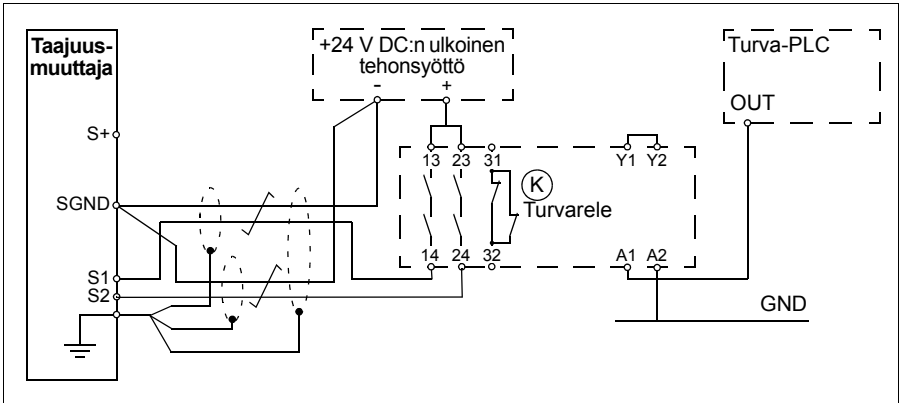 Taajuus-
muuttaja
+24 V DC:n ulkoinen
tehonsyöttö
- +
Turva-PLC
OUT
S+
13 23 31 Y1 Y2
K
Turvarele
SGND
14 24 32 A1 A2
S1
S2
GND